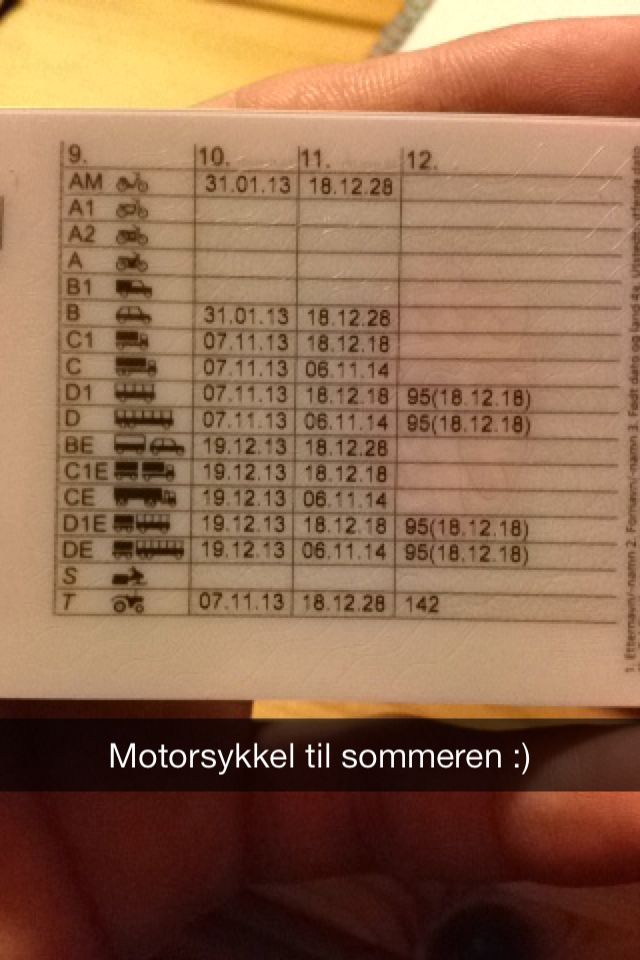 9. 10. 11. 12.
AM 31.01.13 18.12.28
A1
A2
A
B1
B 31.01.13 18.12.28
C1 07.11.13 18.12.18
C 07.11.13 06.11.14
D1 07.11.13 18.12.18 95(18.12.18)
D 07.11.13 06.11.14 95(18.12.18)
BE 19.12.13 18.12.28
C1E 19.12.13 18.12.18
CE 19.12.13 06.11.14
D1E 19.12.13 18.12.18 95(18.12.18)
DE 19.12.13 06.11.14 95(18.12.18)
S
T 07.11.13 18.12.28 142
1. Etternavn/-namn 2. Fornavn/-namn 3. Født dato og
Motorsykkel til sommeren :)